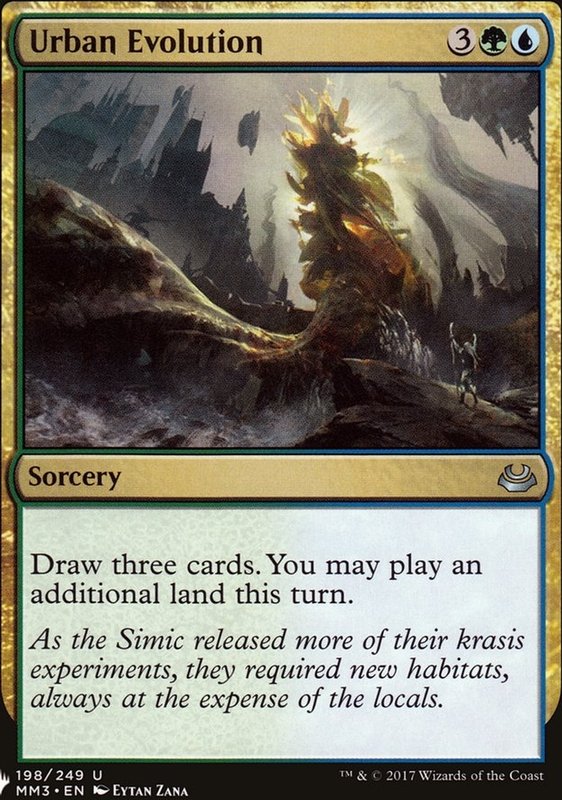 Urban Evolution
3
Sorcery
Draw three cards. You may play an
additional land this turn.
As the Simic released more of their krasis
experiments, they required new habitats,
always at the expense of the locals.
198/249 U
MM3 • EN Eytan Zana
™ & © 2017 Wizards of the Coast